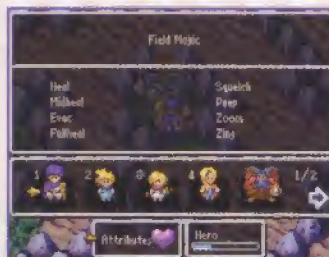 Field Magic
Heal Squelch
Midheal Peep
Evac Zoom
Fullheal Zing
1 2 3 4 1/2
Attributes Hero